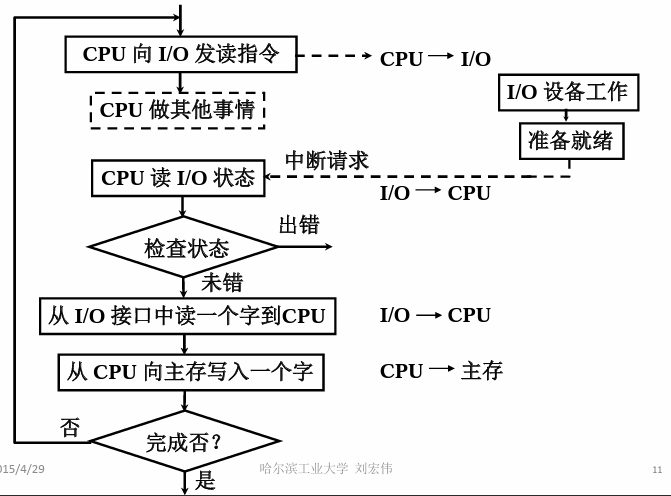 CPU 向 I/O 发读指令
CPU → I/O
I/O 设备工作
CPU 做其他事情
准备就绪
中断请求
CPU 读 I/O 状态
I/O → CPU
出错
检查状态
未错
从 I/O 接口中读一个字到CPU
I/O → CPU
从 CPU 向主存写入一个字
CPU → 主存
否
完成否？
是
015/4/29
哈尔滨工业大学 刘宏伟
11